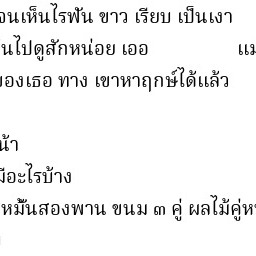 จนเห็นไรฟัน ขาว เรียบ เป็นเงา
นไปดูสักหน่อย เออ แม
ของเธอ ทาง เขาหาฤกษ์ได้แล้ว
น้า
มีอะไรบ้าง
หมั้นสองพาน ขนม ๓ คู่ ผลไม้คู่ห